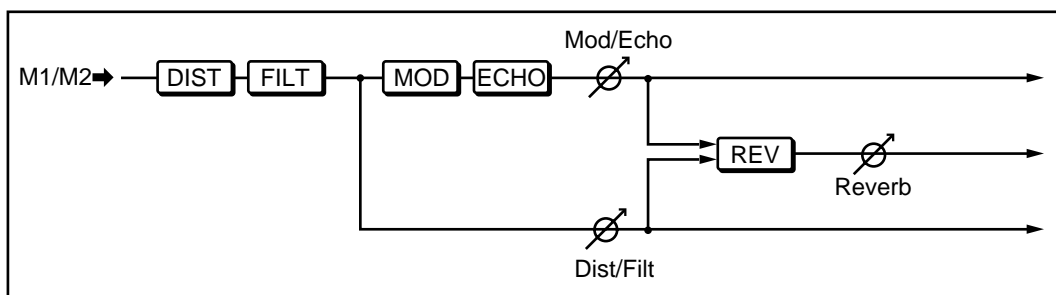 Mod/Echo
M1/M2 DIST FILT MOD ECHO
REV
Reverb
Dist/Filt